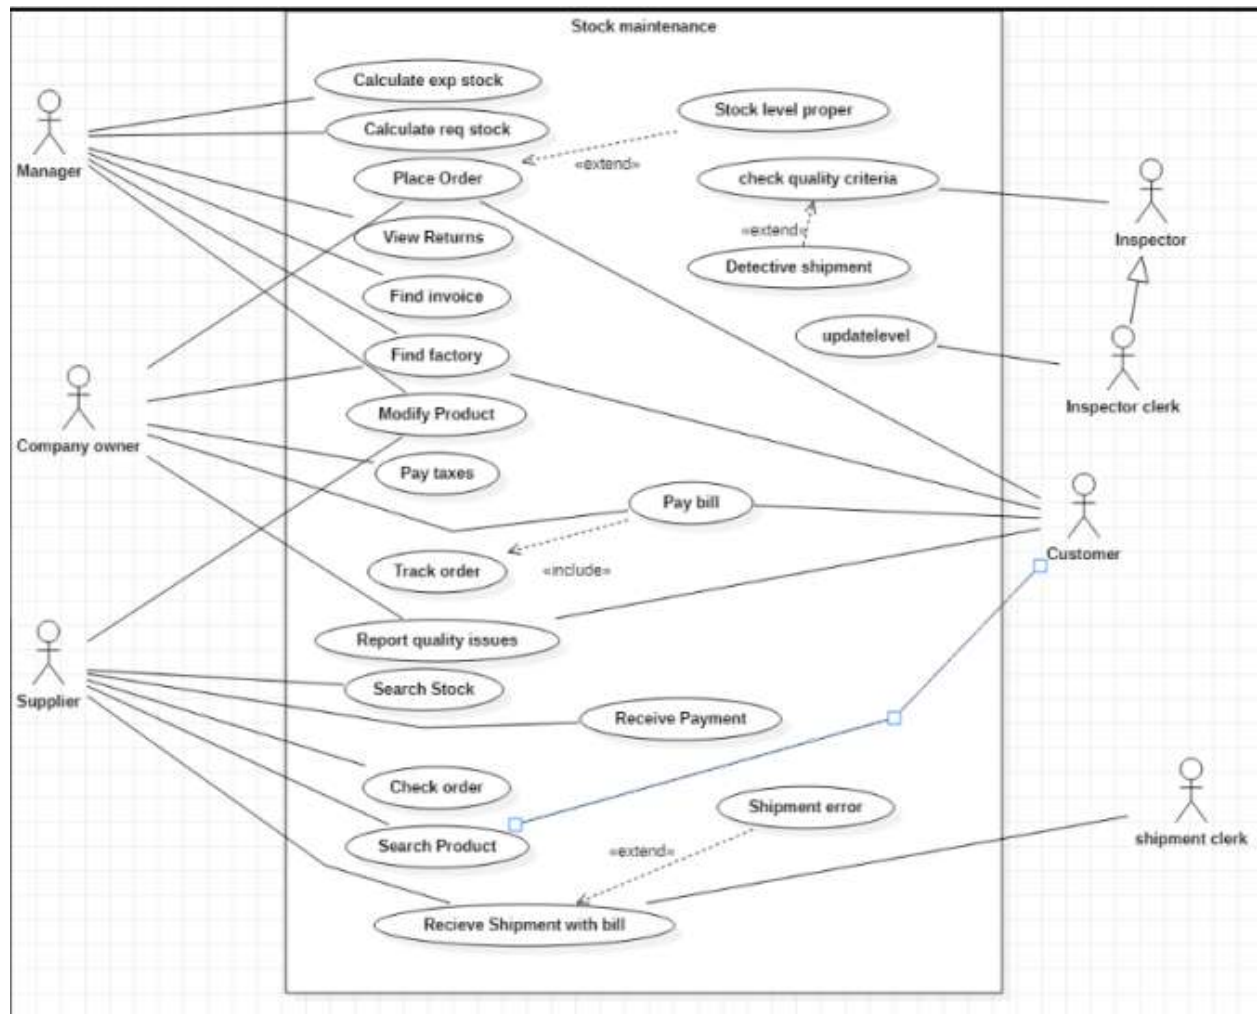 Stock maintenance
Calculate exp stock
Stock level proper
Calculate req stock
Manager
«extend»
Place Order
check quality criteria
View Returns
«extend»
Inspector
Detective shipment
Find invoice
updatelevel
Find factory
Inspector clerk
Modify Product
Company owner
Pay taxes
Pay bill
Customer
Track order
«include»
Report quality issues
Search Stock
Supplier
Receive Payment
Check order
Shipment error
Search Product
«extend»
shipment clerk
Recieve Shipment with bill